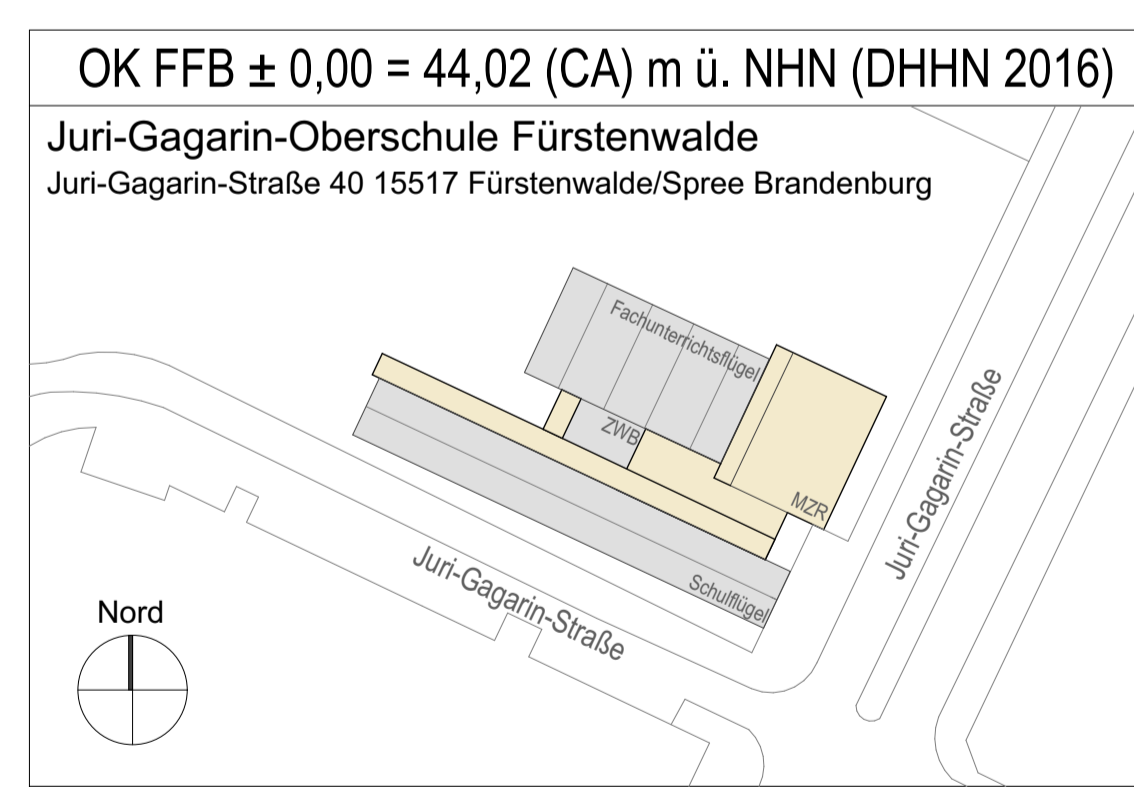 OK FFB ± 0,00 = 44,02 (CA) m ü. NHN (DHHN 2016)
Juri-Gagarin-Oberschule Fürstenwalde
Juri-Gagarin-Straße 40 15517 Fürstenwalde/Spree Brandenburg
Fachunterrichtsflügel
ZWB
MZR
Juri-Gagarin-Straße
Schulflügel
Juri-Gagarin-Straße
Nord